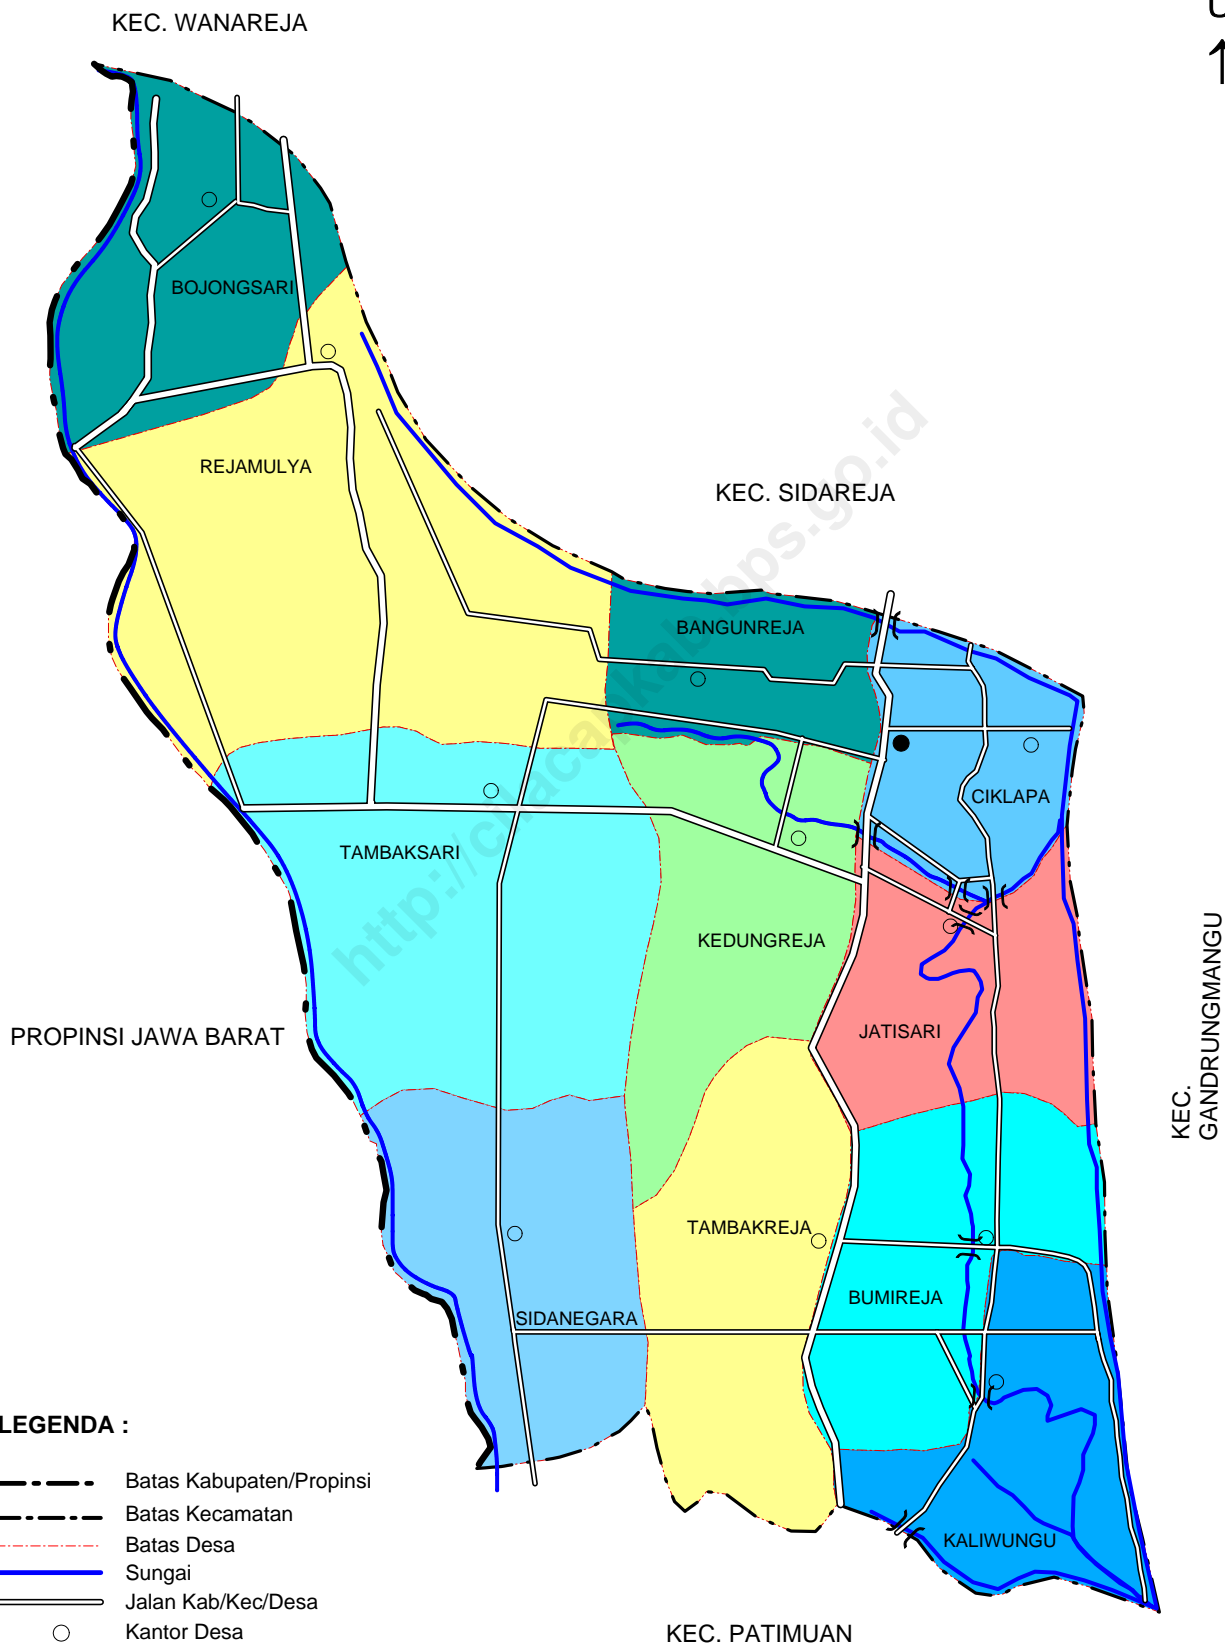 KEC. WANAREJA
U
BOJONGSARI
REJAMULYA
KEC. SIDAREJA
BANGUNREJA
CIKLAPA
TAMBAKSARI
KEDUNGREJA
PROPINSI JAWA BARAT
JATISARI
KEC.
GANDRUNGMANGU
TAMBAKREJA
BUMIREJA
SIDANEGARA
KALIWUNGU
LEGENDA :
Batas Kabupaten/Propinsi
Batas Kecamatan
Batas Desa
Sungai
Jalan Kab/Kec/Desa
Kantor Desa
KEC. PATIMUAN
http://cilacapkab.bps.go.id